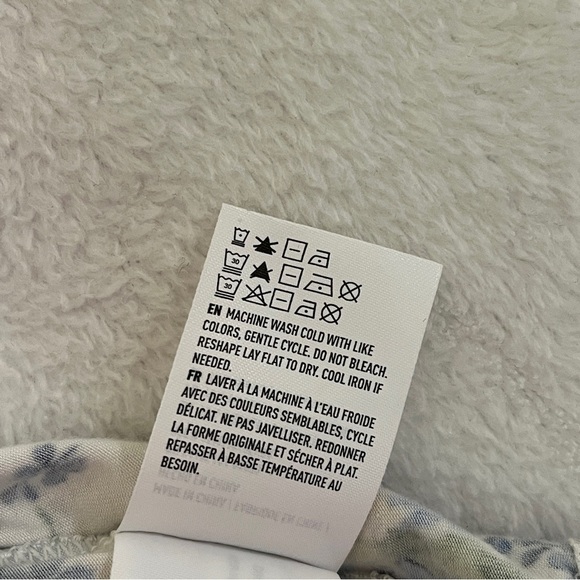 30
30
EN MACHINE WASH COLD WITH LIKE
COLORS, GENTLE CYCLE. DO NOT BLEACH.
RESHAPE LAY FLAT TO DRY. COOL IRON IF
NEEDED.
FR LAVER À LA MACHINE À L'EAU FROIDE
AVEC DES COULEURS SEMBLABLES, CYCLE
DÉLICAT. NE PAS JAVELLISER. REDONNER
LA FORME ORIGINALE ET SÉCHER À PLAT.
REPASSER À BASSE TEMPÉRATURE AU
BESOIN.